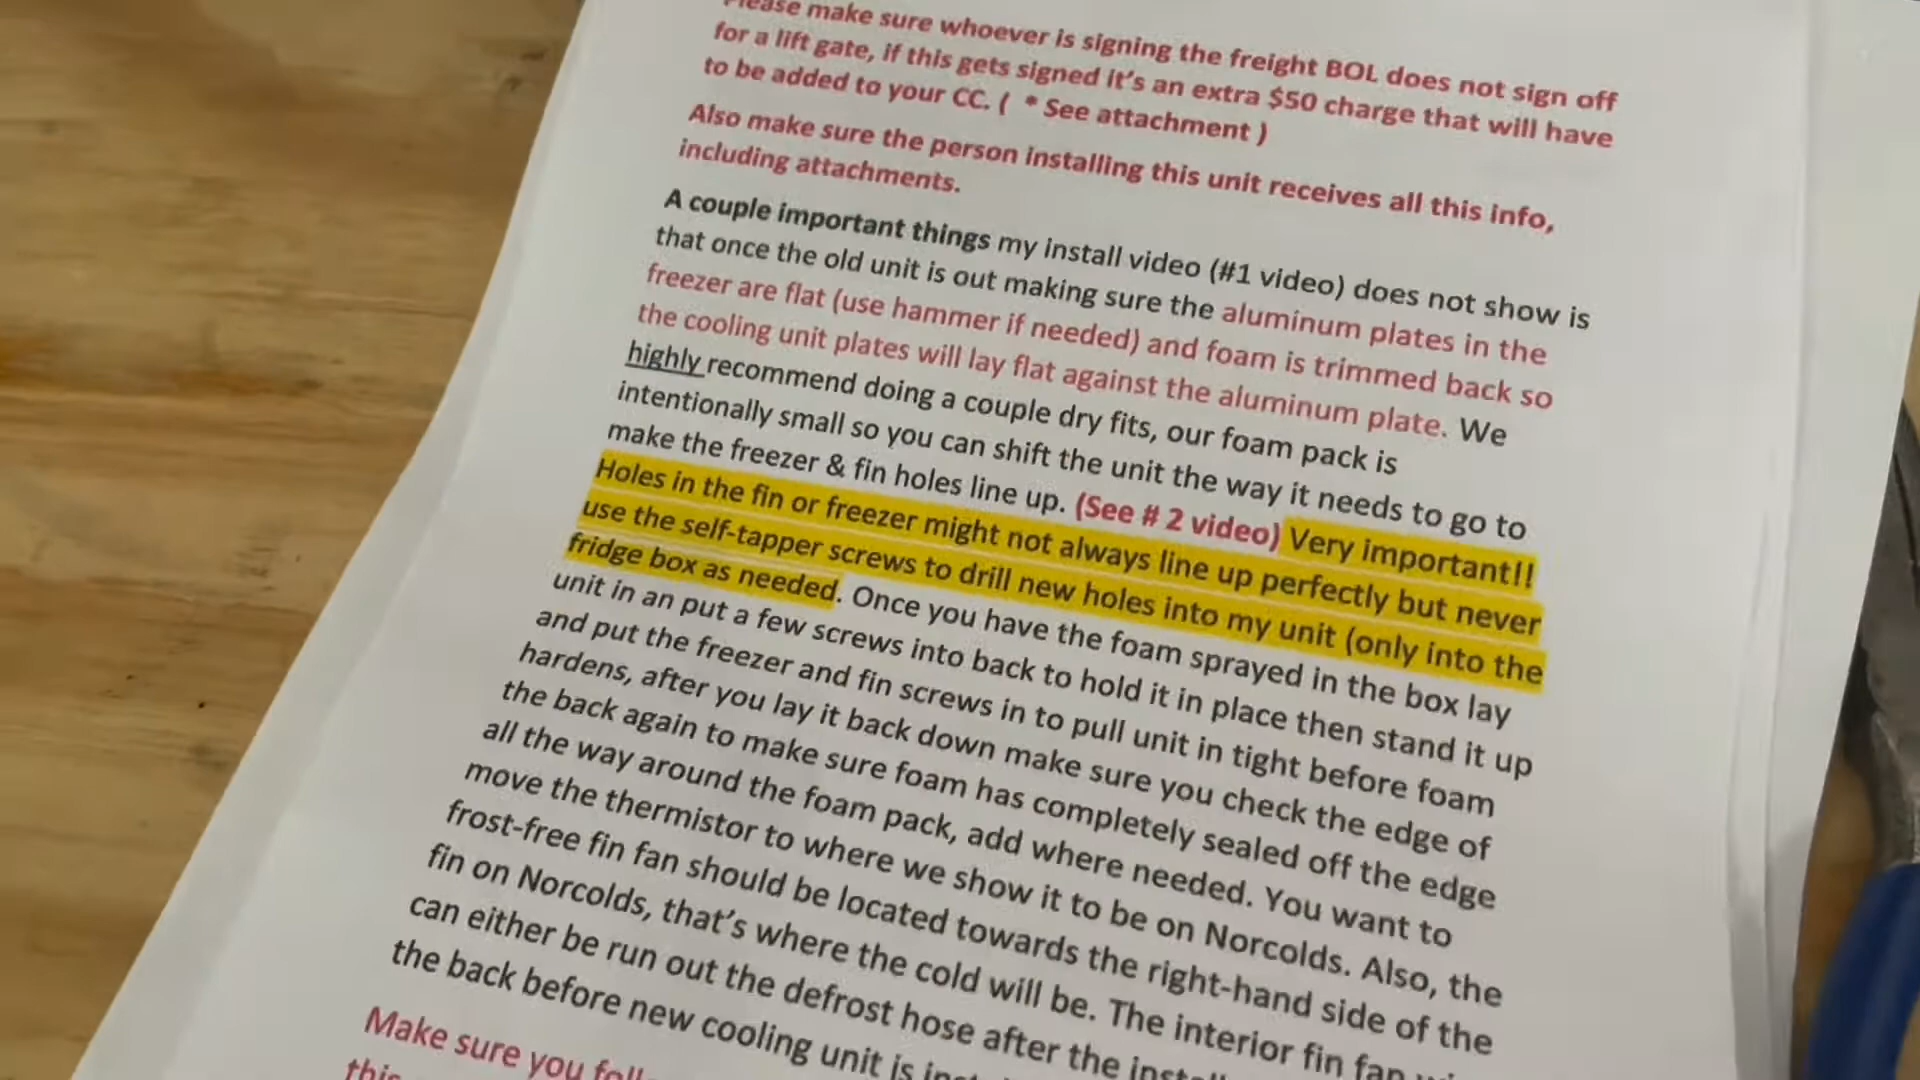 Please make sure whoever is signing the freight BOL does not sign off
for a lift gate, if this gets signed it's an extra $50 charge that will have
to be added to your CC. ( * See attachment )
Also make sure the person installing this unit receives all this info,
including attachments.
A couple important things my install video (#1 video) does not show is
that once the old unit is out making sure the aluminum plates in the
freezer are flat (use hammer if needed) and foam is trimmed back so
the cooling unit plates will lay flat against the aluminum plate. We
highly recommend doing a couple dry fits, our foam pack is
intentionally small so you can shift the unit the way it needs to go to
make the freezer & fin holes line up. (See # 2 video) Very important!!
Holes in the fin or freezer might not always line up perfectly but never
use the self-tapper screws to drill new holes into my unit (only into the
fridge box as needed. Once you have the foam sprayed in the box lay
unit in an put a few screws into back to hold it in place then stand it up
and put the freezer and fin screws in to pull unit in tight before foam
hardens, after you lay it back down make sure you check the edge of
the back again to make sure foam has completely sealed off the edge
all the way around the foam pack, add where needed. You want to
move the thermistor to where we show it to be on Norcolds. Also, the
frost-free fin fan should be located towards the right-hand side of the
fin on Norcolds, that's where the cold will be. The interior fin fan
can either be run out the defrost hose after the
the back before new cooling unit is
Make sure you
this